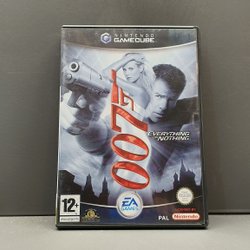 NINTENDO
GAMECUBE
007
EVERYTHING
OR NOTHING
12+
EA
GAMES
PAL
Nintendo